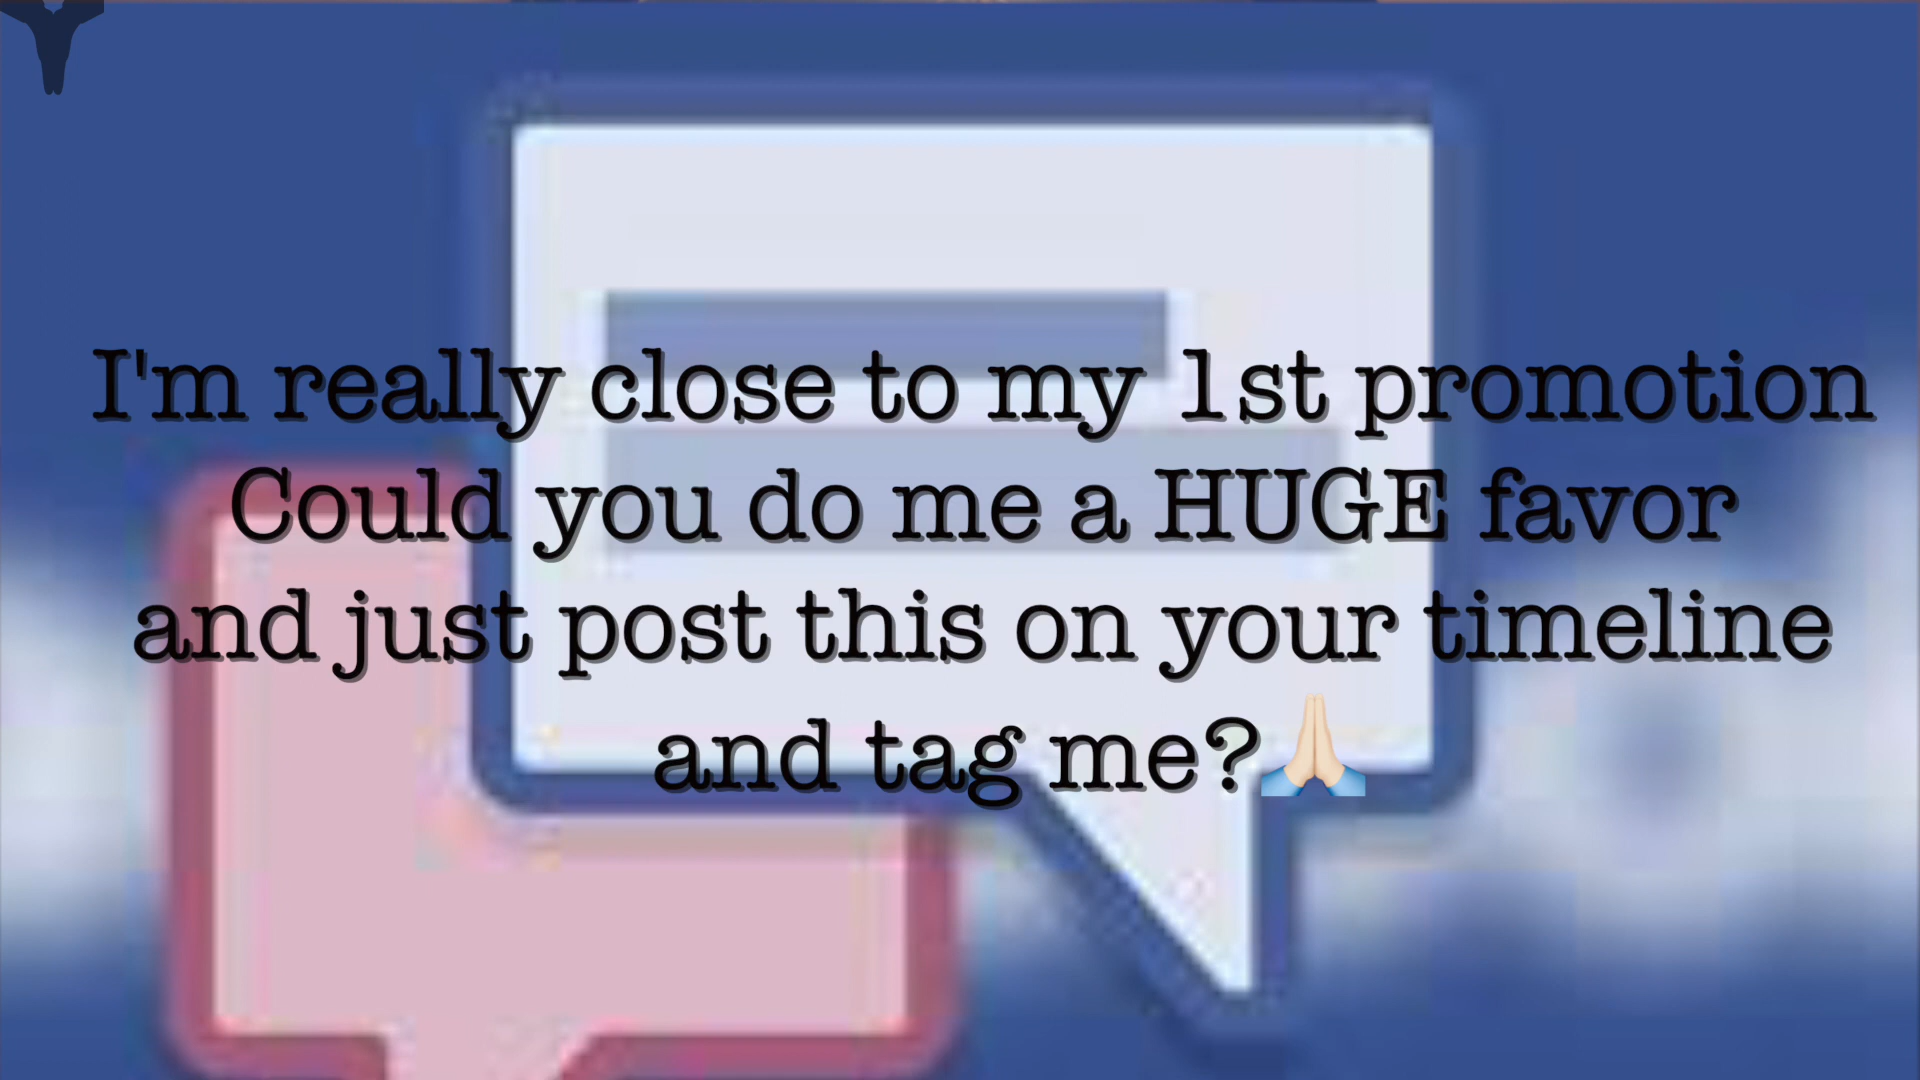 I'm really close to my 1st promotion
Could you do me a HUGE favor
and just post this on your timeline
and tag me?🙏🏻